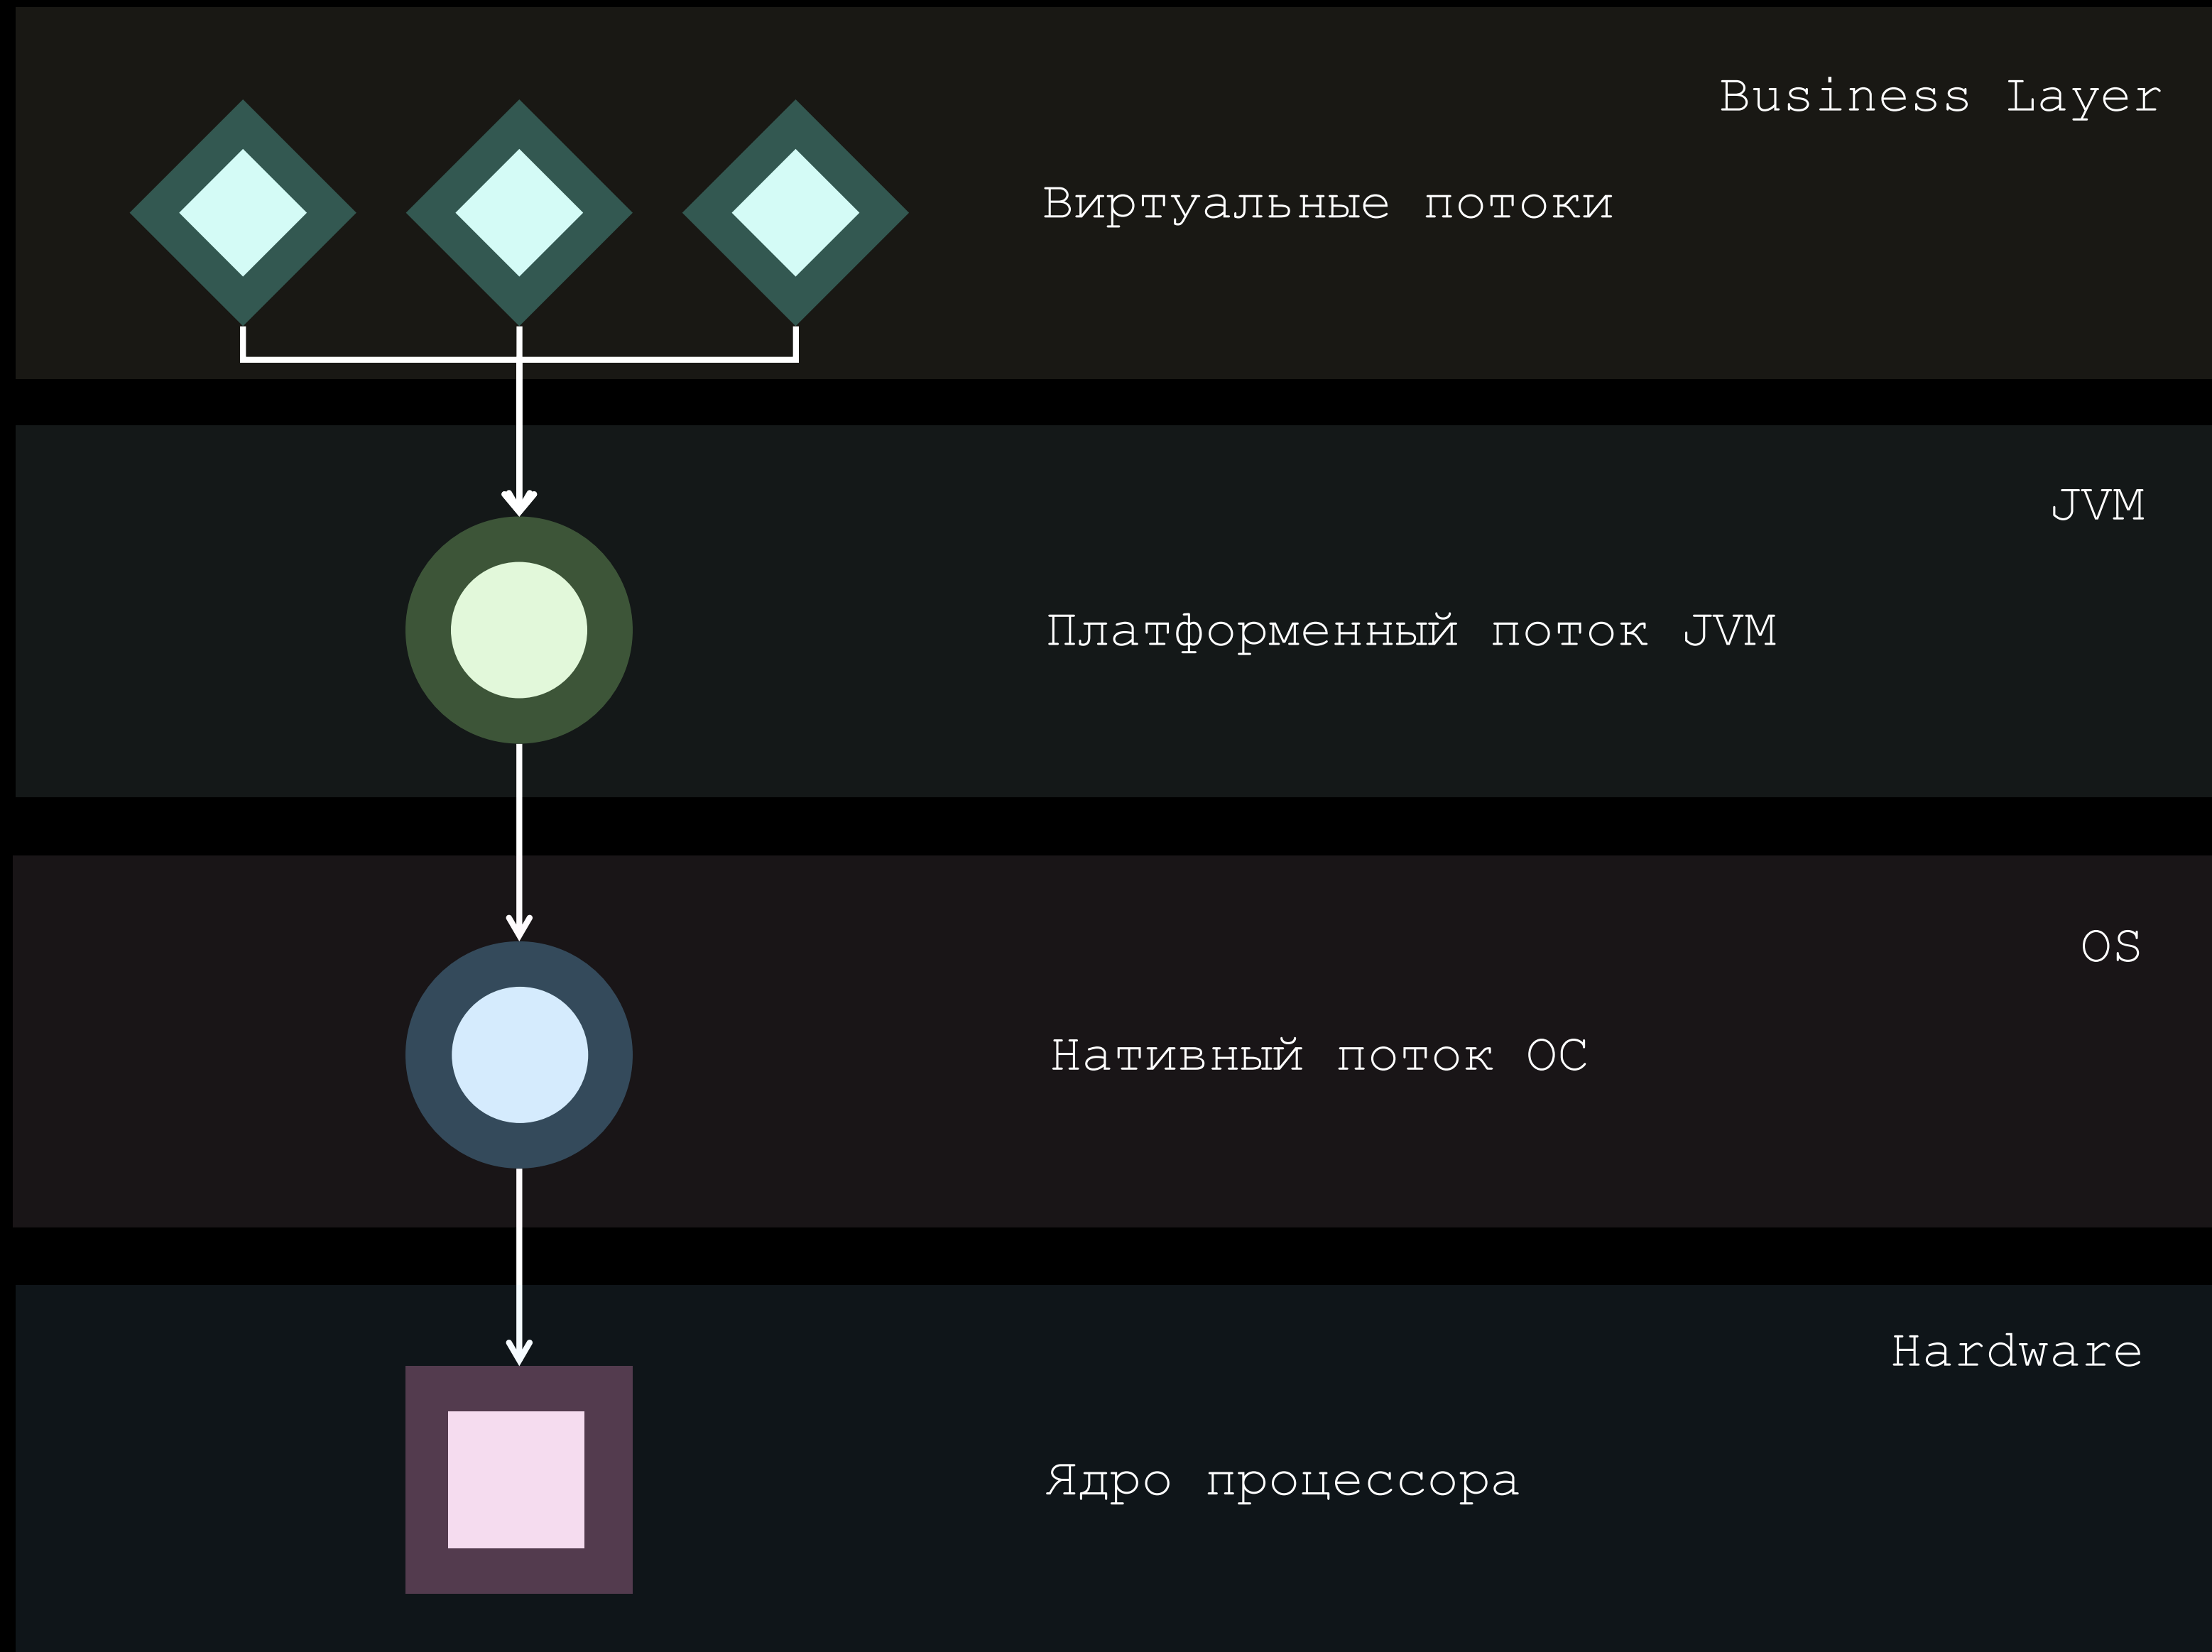 Business Layer
Виртуальные потоки
JVM
Платформенный поток JVM
OS
Нативный поток ОС
Hardware
Ядро процессора